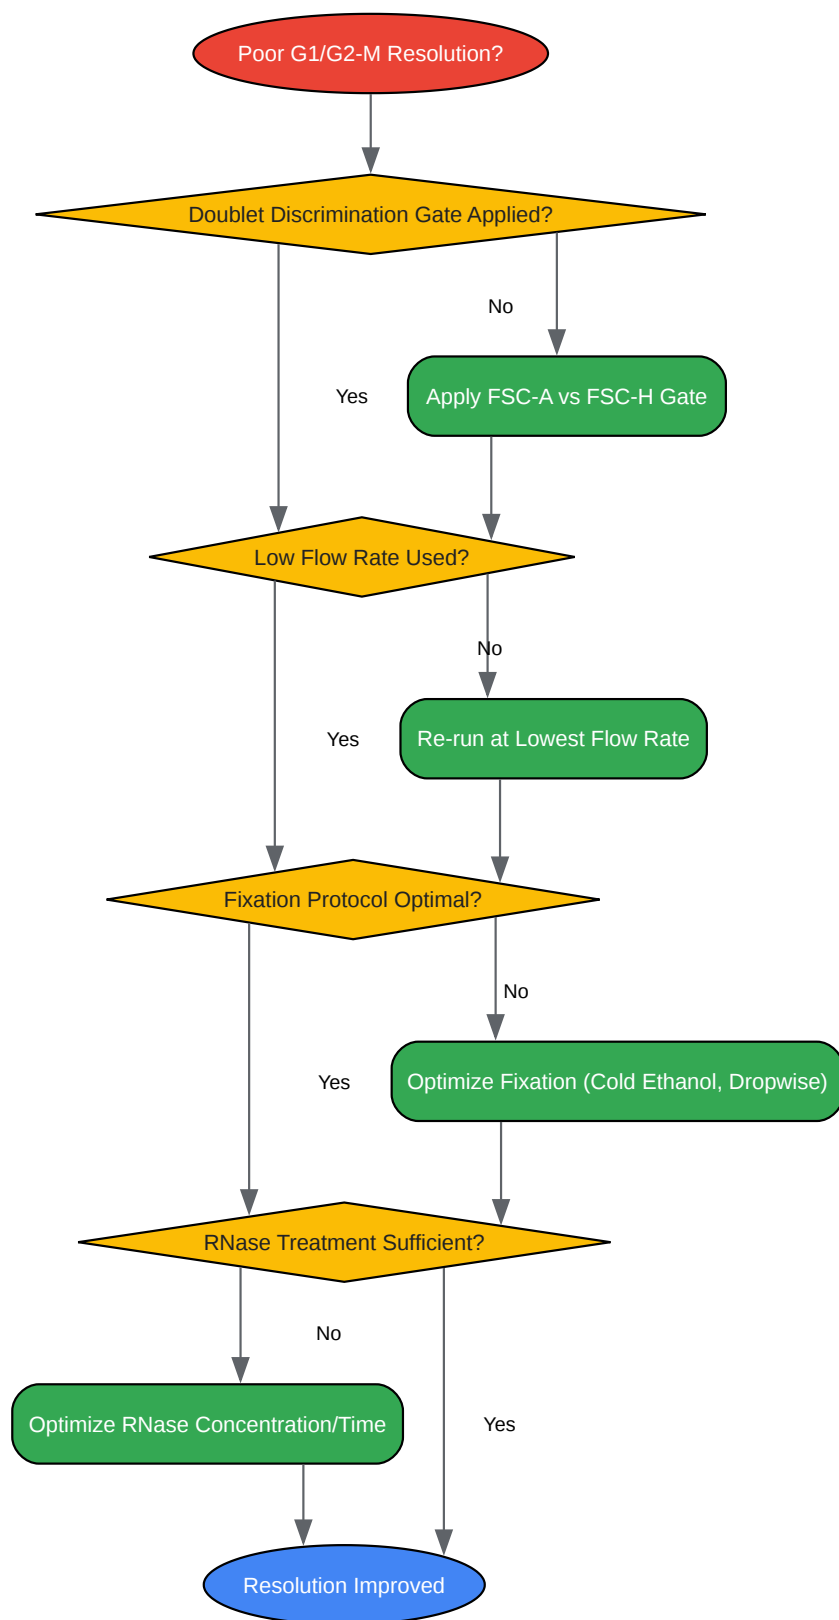 Poor G1/G2-M Resolution?
Doublet Discrimination Gate Applied?
No
Yes
Apply FSC-A vs FSC-H Gate
Low Flow Rate Used?
No
Yes
Re-run at Lowest Flow Rate
Fixation Protocol Optimal?
No
Yes
Optimize Fixation (Cold Ethanol, Dropwise)
RNase Treatment Sufficient?
No
Optimize RNase Concentration/Time
Yes
Resolution Improved